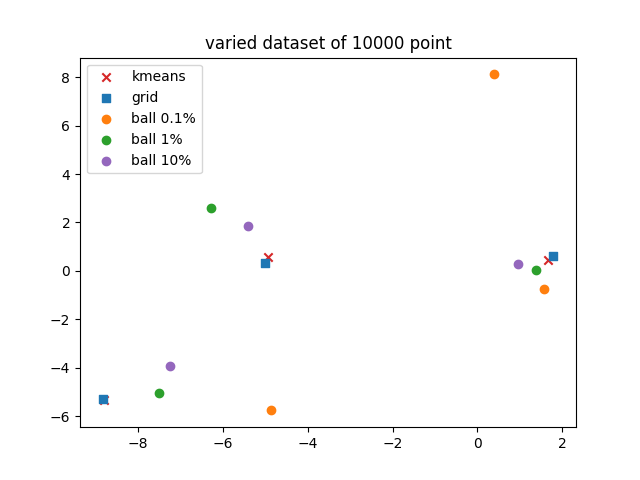 varied dataset of 10000 point
kmeans
grid
ball 0.1%
ball 1%
ball 10%
8
6
4
2
0
−2
−4
−6
−8
−6
−4
−2
0
2